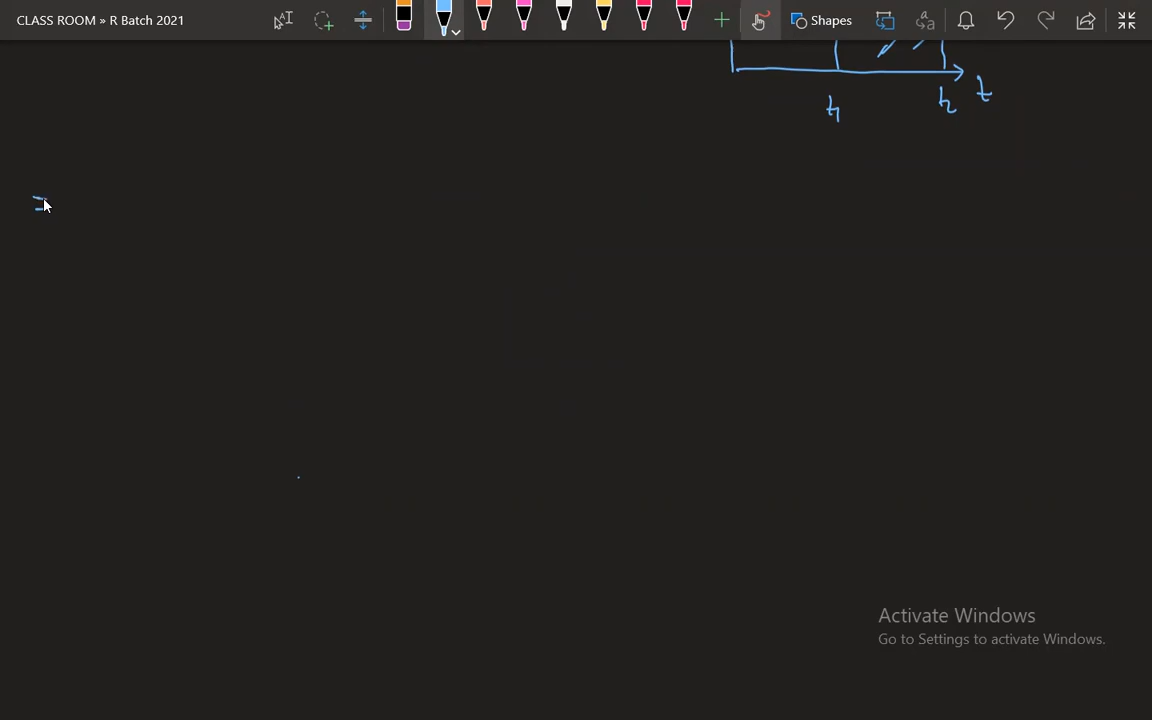 CLASS ROOM » R Batch 2021
Shapes
t₁ t₂ t
=
Activate Windows
Go to Settings to activate Windows.